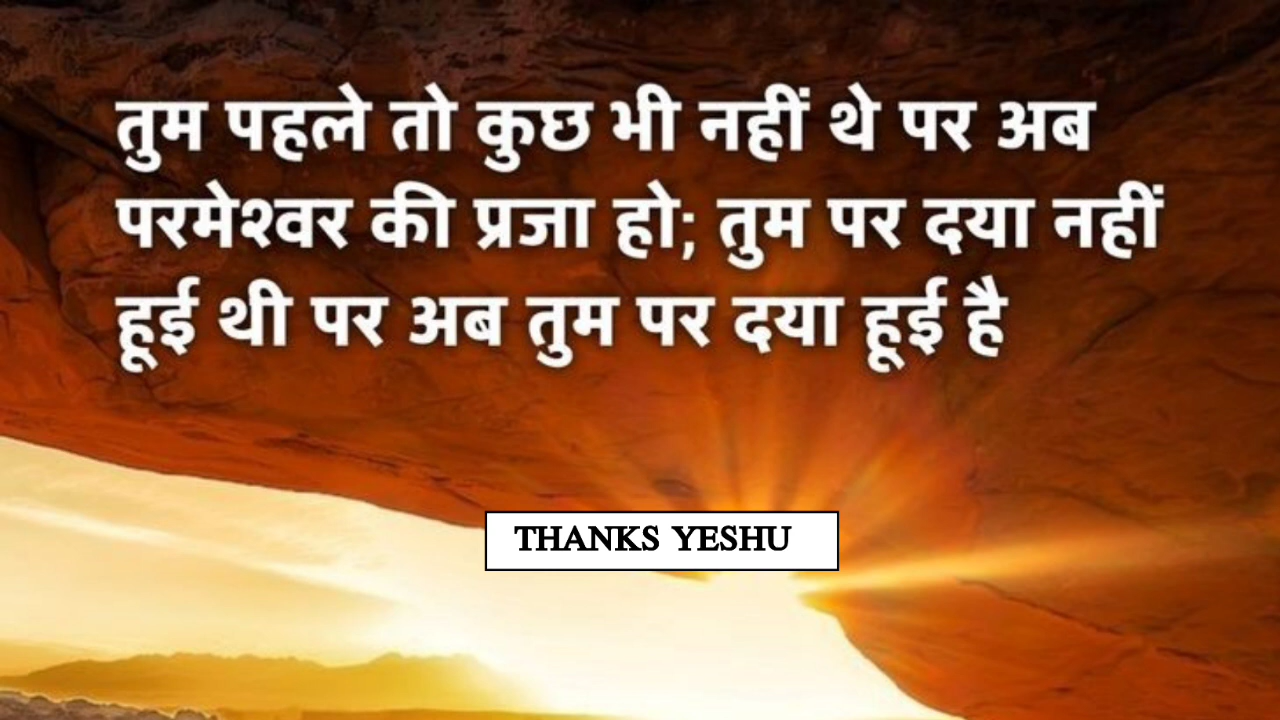 तुम पहले तो कुछ भी नहीं थे पर अब
परमेश्वर की प्रजा हो; तुम पर दया नहीं
हूई थी पर अब तुम पर दया हूई है
THANKS YESHU